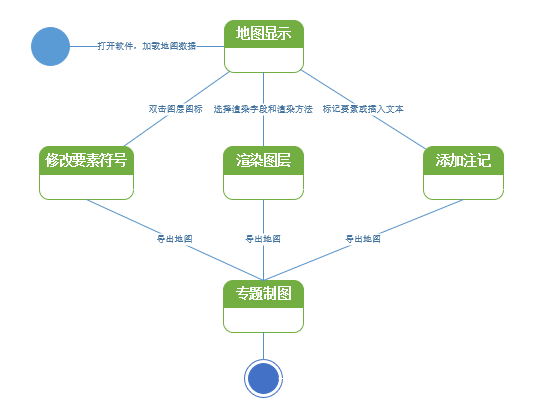 地图显示
打开软件，加载地图数据
双击图层图标
选择渲染字段和渲染方法
标记要素或插入文本
修改要素符号
渲染图层
添加注记
导出地图
导出地图
导出地图
专题制图